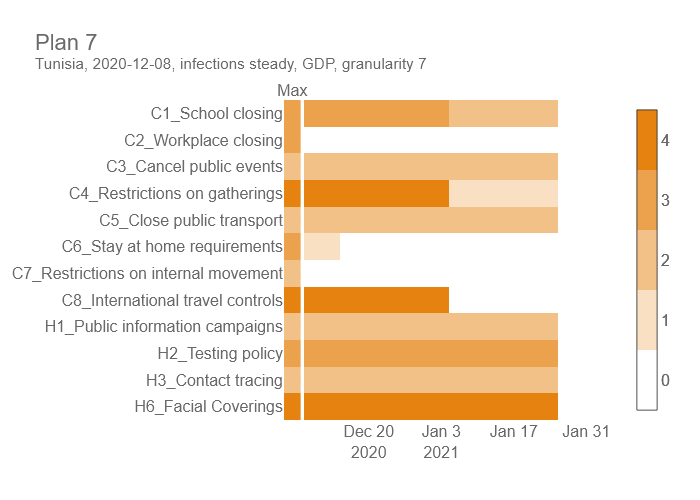 Plan 7
Tunisia, 2020-12-08, infections steady, GDP, granularity 7
Max
C1_School closing
C2_Workplace closing
C3_Cancel public events
C4_Restrictions on gatherings
C5_Close public transport
C6_Stay at home requirements
C7_Restrictions on internal movement
C8_International travel controls
H1_Public information campaigns
H2_Testing policy
H3_Contact tracing
H6_Facial Coverings
Dec 20 Jan 3 Jan 17 Jan 31
2020 2021
4
3
2
1
0